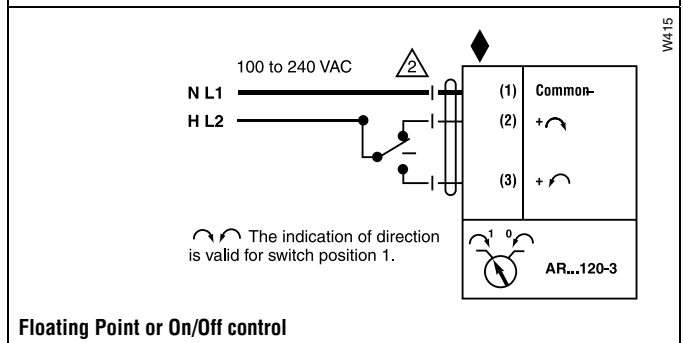 W415
100 to 240 VAC
2
N L1
(1) Common–
H L2
(2) +
(3) +
The indication of direction
is valid for switch position 1.
1 0
AR...120-3
Floating Point or On/Off control